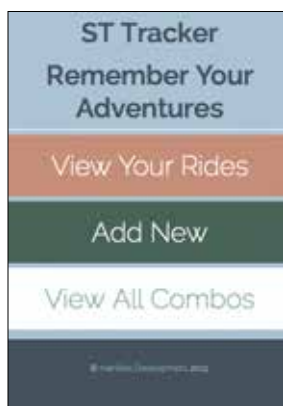 ST Tracker
Remember Your
Adventures
View Your Rides
Add New
View All Combos
©